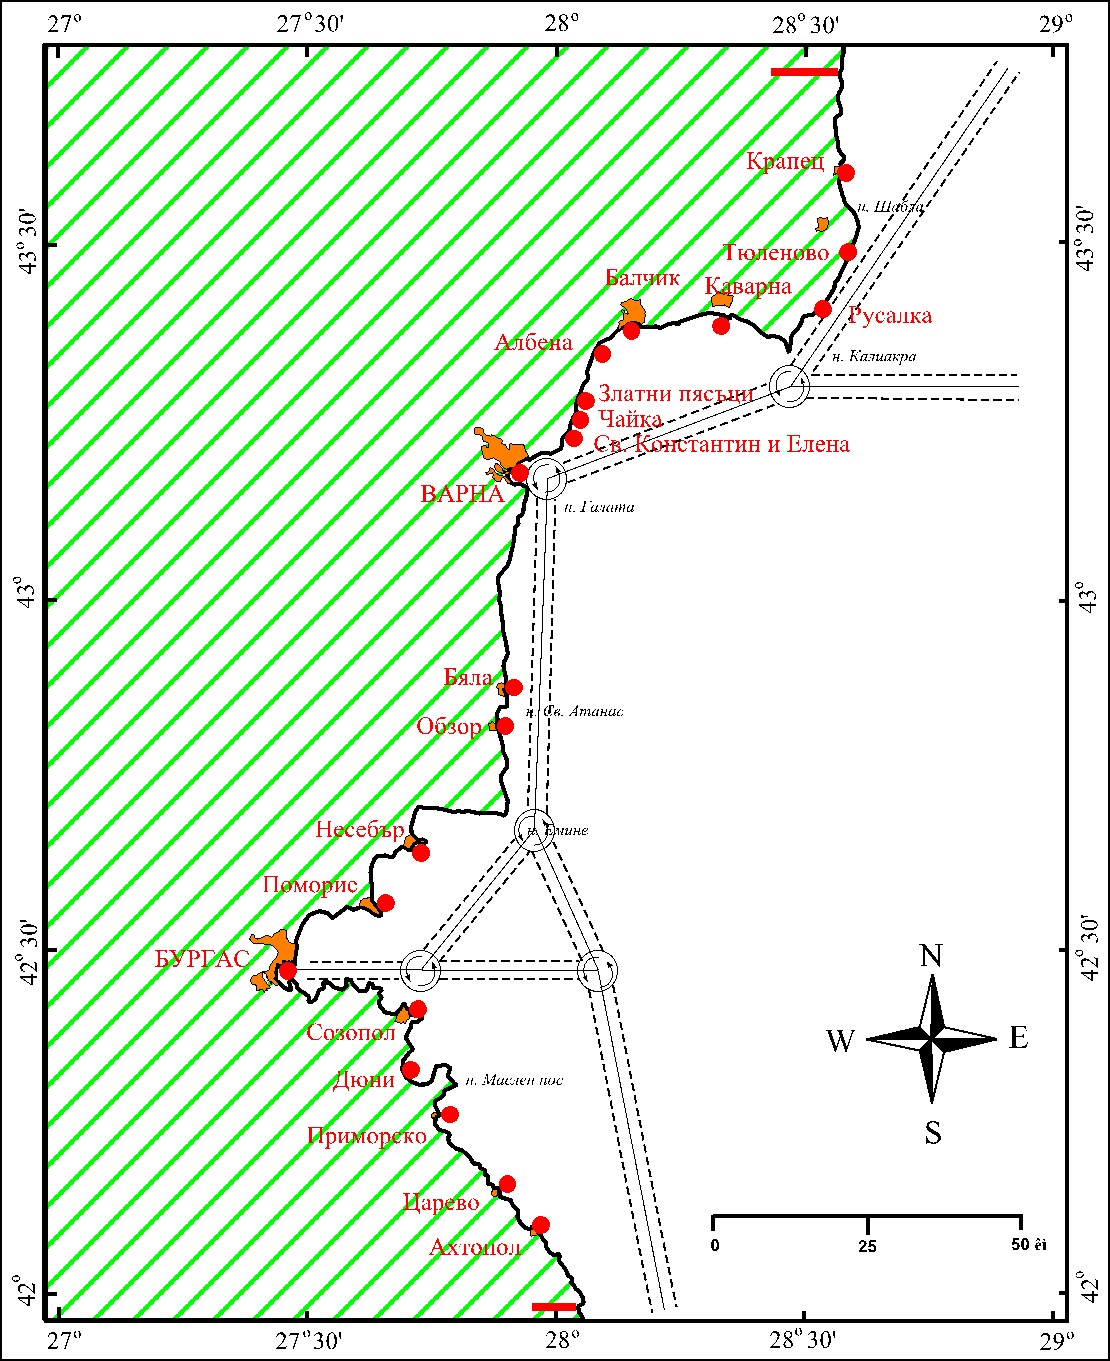 27°
27° 30'
28°
28° 30'
29°
Крапец
н. Шабла
43° 30'
43° 30'
Тюленово
Балчик
Каварна
Русалка
Албена
н. Калиакра
Златни пясъци
Чайка
Св. Константин и Елена
ВАРНА
н. Галата
43°
43°
Бяла
н. Св. Атанас
Обзор
Несебър
н. Емине
Поморие
42° 30'
42° 30'
БУРГАС
N
Созопол
W
E
Дюни
н. Маслен нос
Приморско
S
Царево
Ахтопол
0
25
50 êì
42°
42°
27°
27° 30'
28°
28° 30'
29°